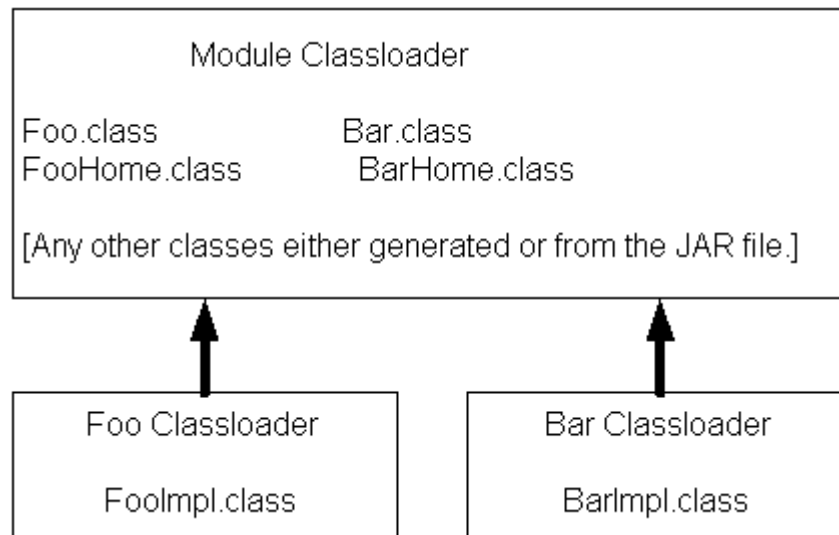 Module Classloader
Foo.class Bar.class
FooHome.class BarHome.class
[Any other classes either generated or from the JAR file.]
Foo Classloader
FooImpl.class
Bar Classloader
BarImpl.class